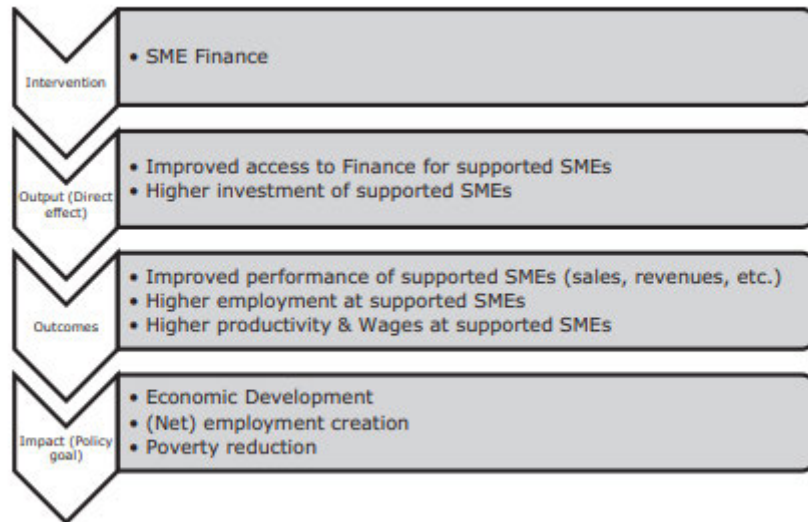 Intervention
• SME Finance
Output (Direct
effect)
• Improved access to Finance for supported SMEs
• Higher investment of supported SMEs
Outcomes
• Improved performance of supported SMEs (sales, revenues, etc.)
• Higher employment at supported SMEs
• Higher productivity & Wages at supported SMEs
Impact (Policy
goal)
• Economic Development
• (Net) employment creation
• Poverty reduction